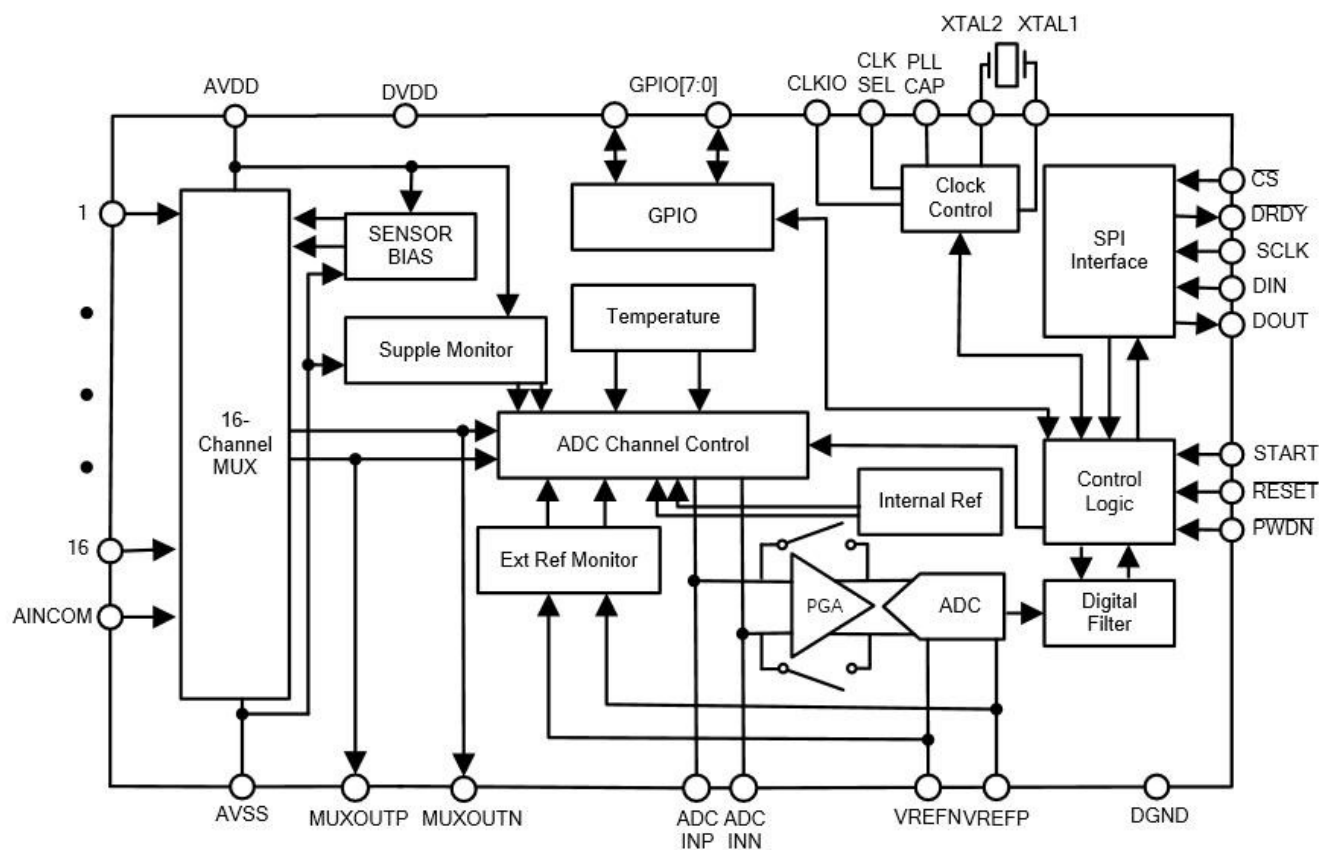 XTAL2 XTAL1
CLK PLL
AVDD DVDD GPIO[7:0] CLKIO SEL CAP
1
SENSOR
BIAS
GPIO
Clock
Control
SPI
Interface
CS
DRDY
SCLK
DIN
DOUT
Temperature
Supple Monitor
16-
Channel
MUX
ADC Channel Control
Internal Ref
Control
Logic
START
RESET
PWDN
16
AINCOM
Ext Ref Monitor
PGA
ADC
Digital
Filter
AVSS MUXOUTP MUXOUTN ADC ADC VREFN VREFP DGND
INP INN